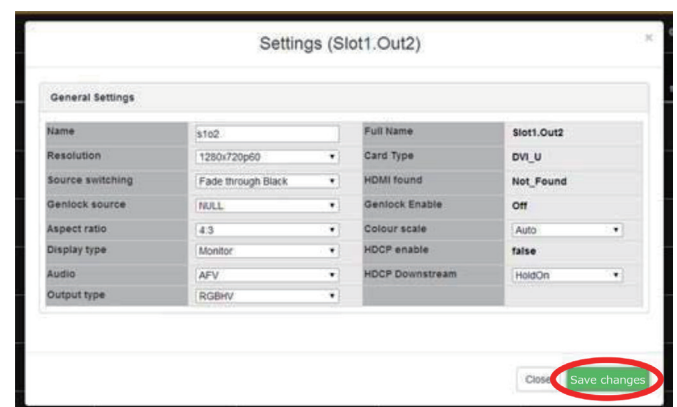 Settings (Slot1.Out2)
×
General Settings
Name s1o2 Full Name Slot1.Out2
Resolution 1280x720p60 Card Type DVI_U
Source switching Fade through Black HDMI found Not_Found
Genlock source NULL Genlock Enable Off
Aspect ratio 4:3 Colour scale Auto
Display type Monitor HDCP enable false
Audio AFV HDCP Downstream HoldOn
Output type RGBHV
Close Save changes